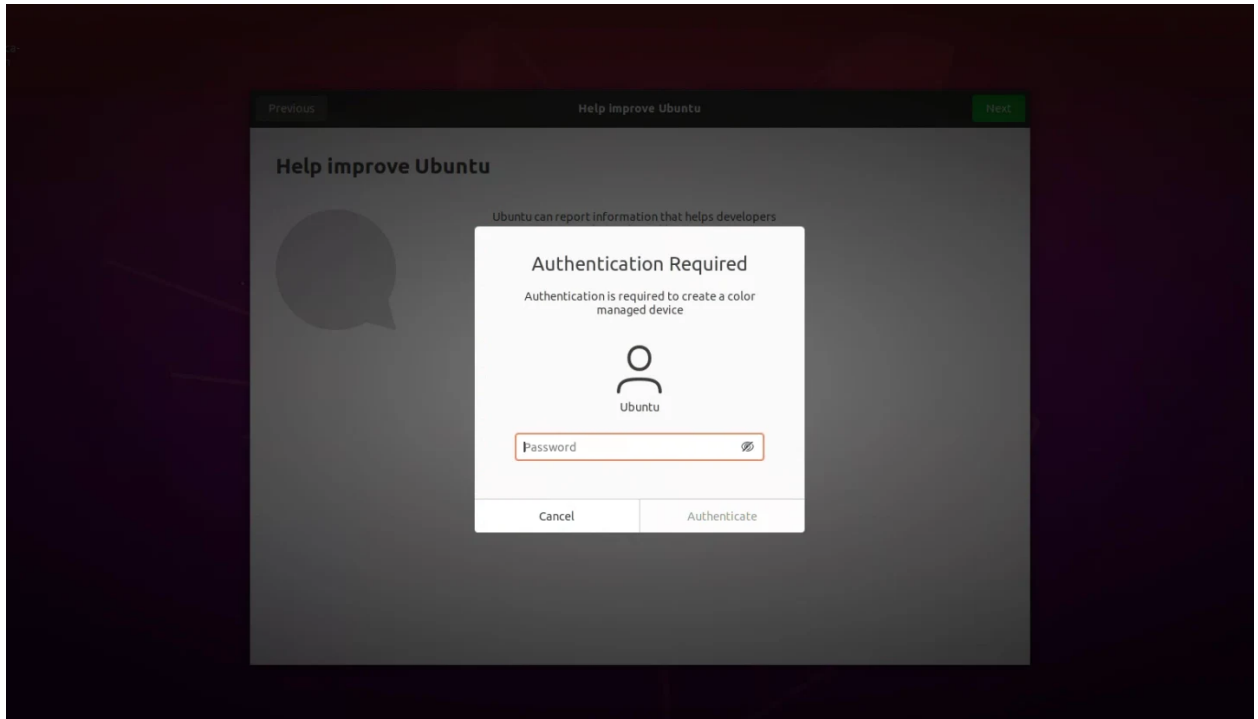 Previous
Help improve Ubuntu
Next
Help improve Ubuntu
Ubuntu can report information that helps developers
Authentication Required
Authentication is required to create a color
managed device
Ubuntu
Password
Cancel
Authenticate